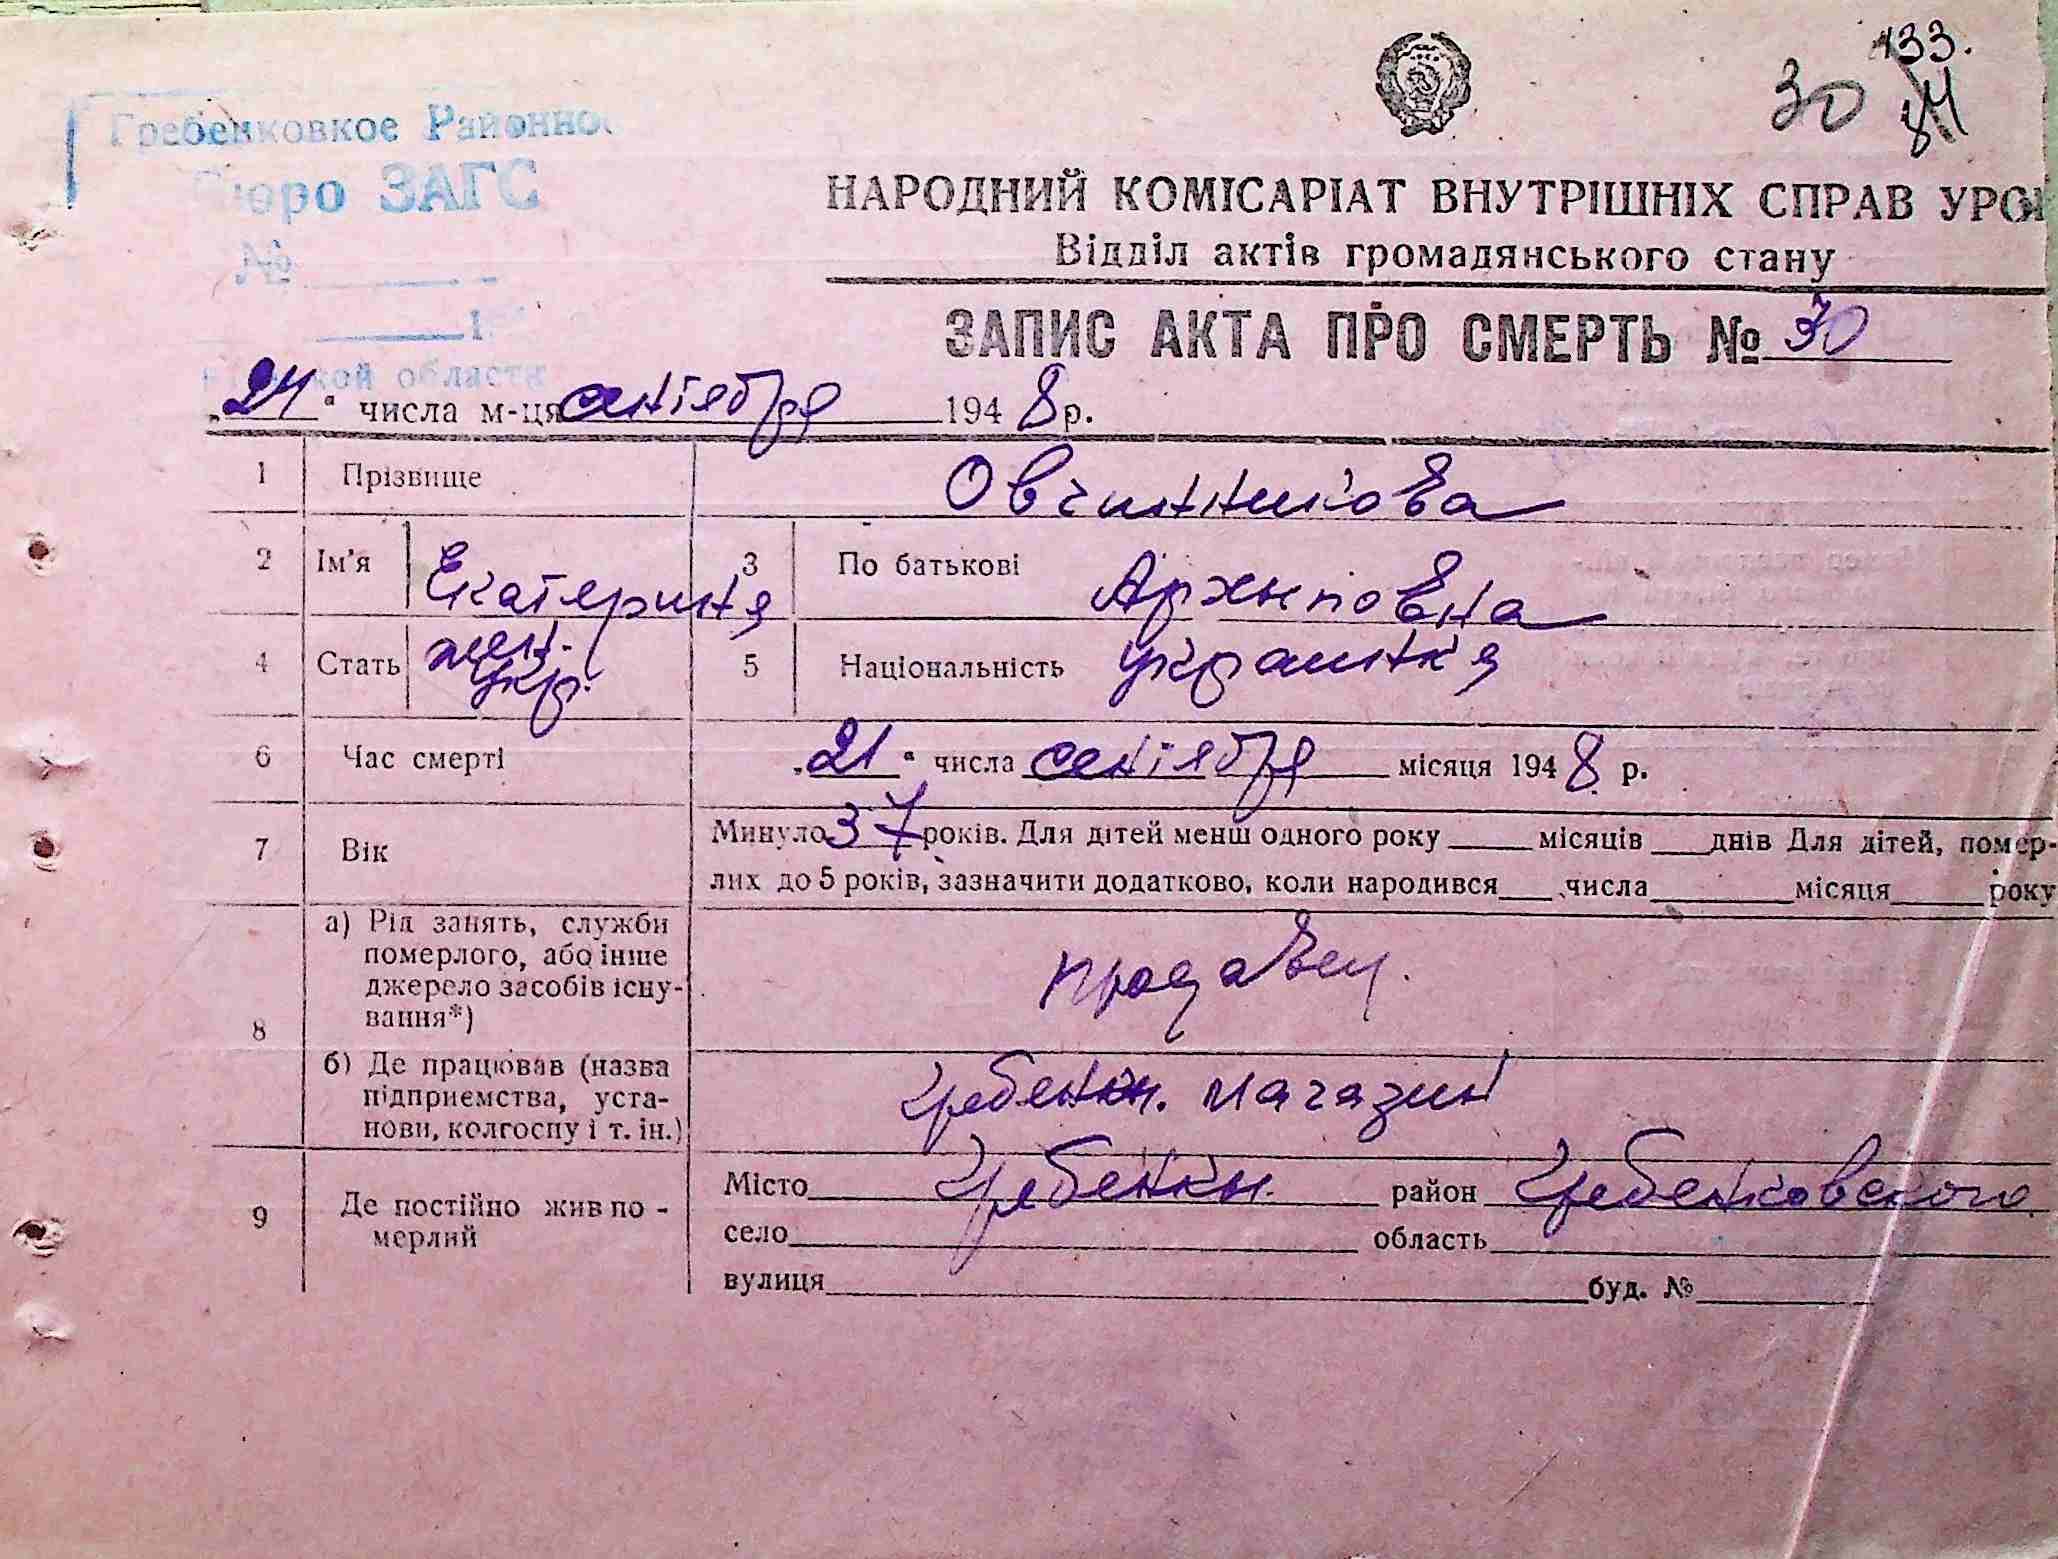 133.
30
Гребенковкое Районное
Бюро ЗАГС
№
НАРОДНИЙ КОМІСАРІАТ ВНУТРІШНІХ СПРАВ УРСР
Відділ актів громадянського стану
ЗАПИС АКТА ПРО СМЕРТЬ № 30
ской области
„24“ числа м-ця сентября 1948 р.
1 Прізвище Овчинникова
2 Ім'я Екатерина 3 По батькові Архиповна
4 Стать жен. укр. 5 Національність украинка
6 Час смерті „21“ числа сентября місяця 1948 р.
7 Вік Минуло 37 років. Для дітей менш одного року місяців днів Для дітей, помер-
лих до 5 років, зазначити додатково, коли народився числа місяця року
8 а) Рід занять, служби
померлого, або інше
джерело засобів існу-
вання*) продавец.
б) Де працював (назва
підприємства, уста-
нови, колгоспу і т. ін.) Гребенк. магазин
9 Де постійно жив по-
мерлий
Місто Гребенки район Гребенковского
село область
вулиця буд. №